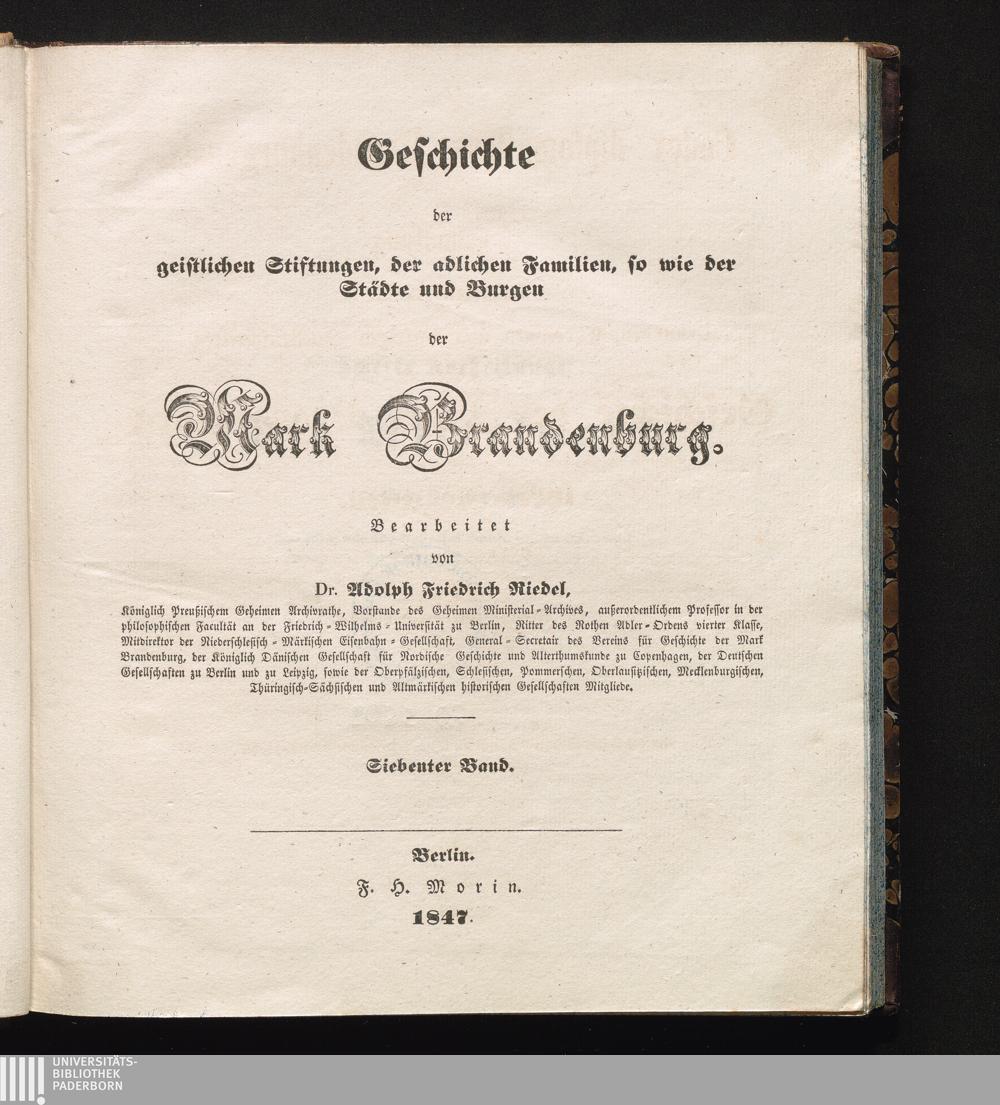 Geschichte
der
geistlichen Stiftungen, der adlichen Familien, so wie der
Städte und Burgen
der
Mark Brandenburg.
Bearbeitet
von
Dr. Adolph Friedrich Riedel,
Königlich Preußischem Geheimen Archivrathe, Vorstande des Geheimen Ministerial-Archives, außerordentlichem Professor in der
philosophischen Facultät an der Friedrich-Wilhelms-Universität zu Berlin, Ritter des Rothen Adler-Ordens vierter Klasse,
Mitdirektor der Niederschlesisch-Märkischen Eisenbahn-Gesellschaft, General-Secretair des Vereins für Geschichte der Mark
Brandenburg, der Königlich Dänischen Gesellschaft für Nordische Geschichte und Alterthumskunde zu Copenhagen, der Deutschen
Gesellschaften zu Berlin und zu Leipzig, sowie der Oberpfälzischen, Schlesischen, Pommerschen, Oberlausitzischen, Mecklenburgischen,
Thüringisch-Sächsischen und Altmärkischen historischen Gesellschaften Mitgliede.
Siebenter Band.
Berlin.
F. H. Morin.
1847.
UNIVERSITÄTS-
BIBLIOTHEK
PADERBORN